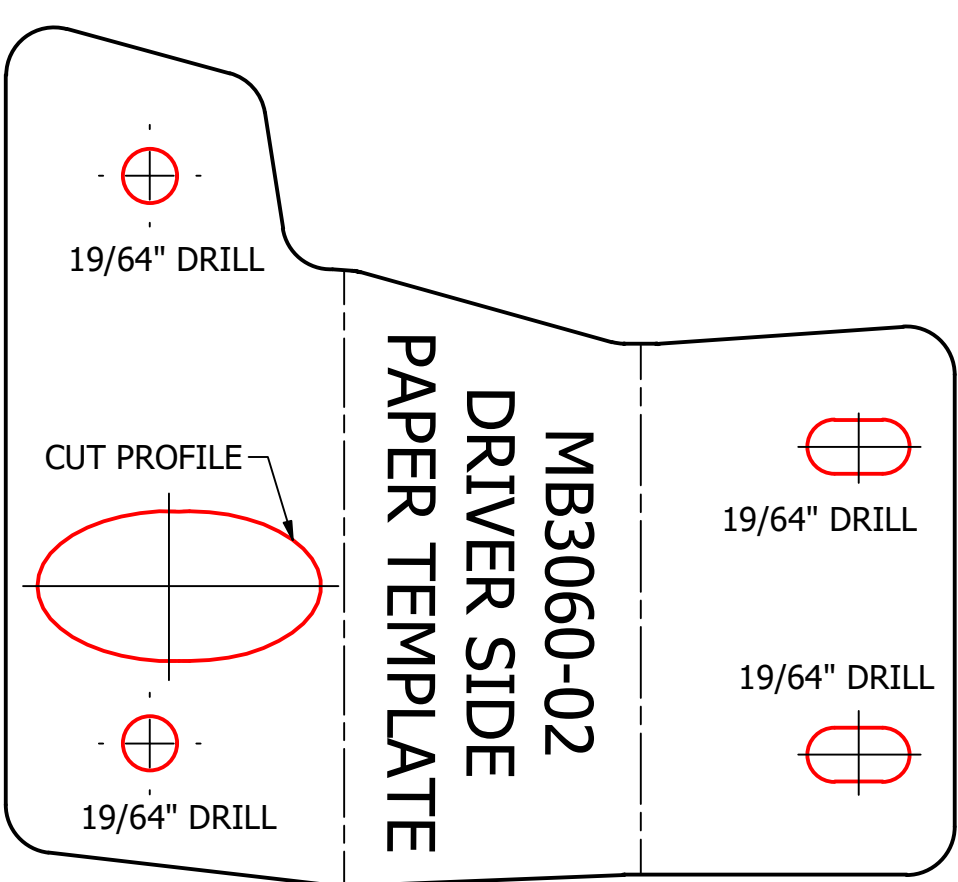 19/64" DRILL
CUT PROFILE
19/64" DRILL
MB3060-02
DRIVER SIDE
PAPER TEMPLATE
19/64" DRILL
19/64" DRILL